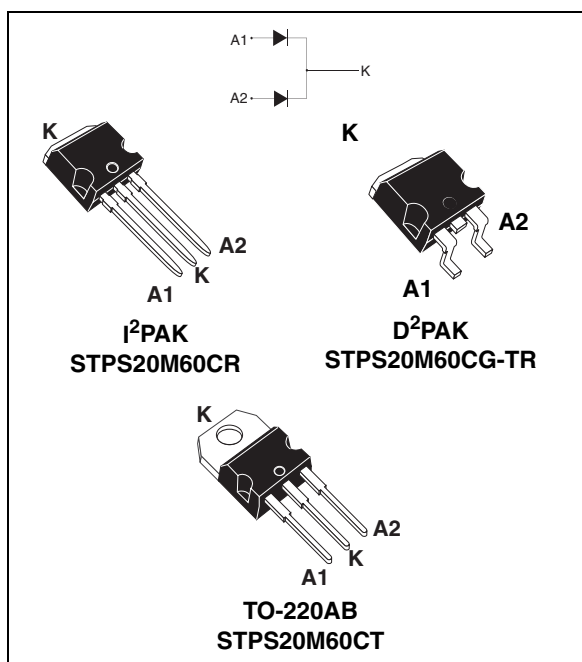 A1
K
A2
K
K
A2
K
A1
A2
A1
I²PAK
STPS20M60CR
D²PAK
STPS20M60CG-TR
K
A2
K
A1
TO-220AB
STPS20M60CT